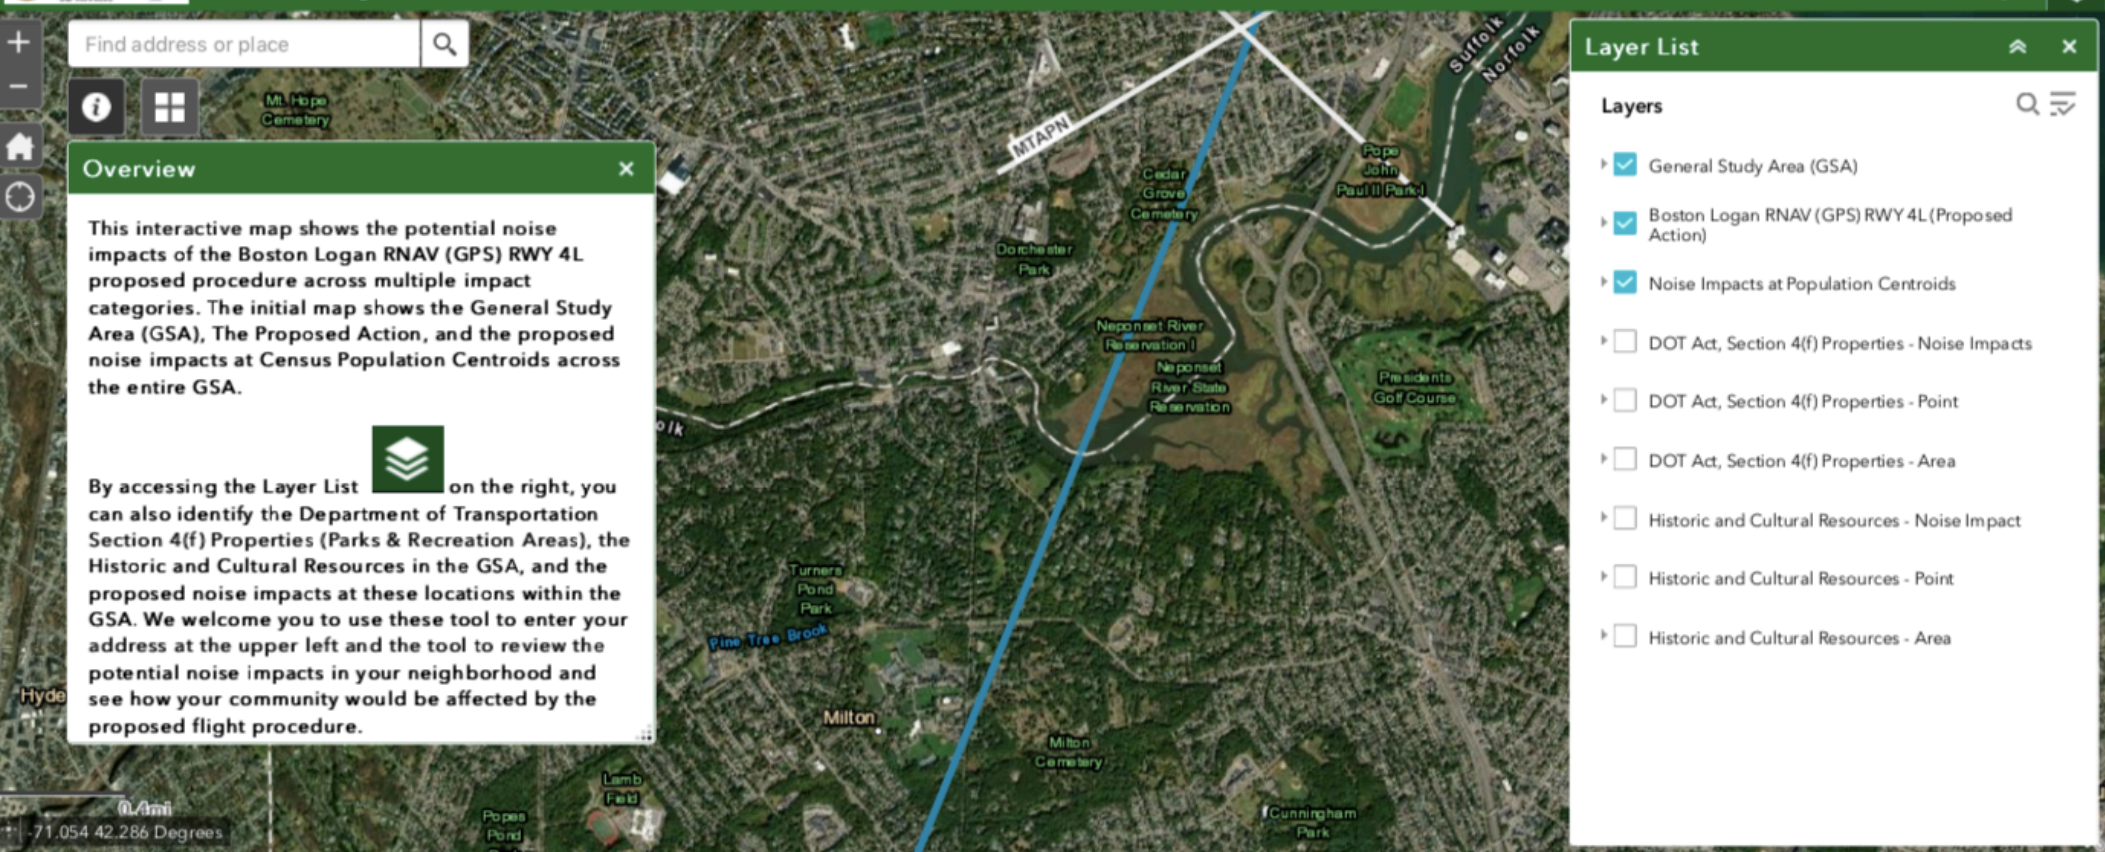 Find address or place
Mt. Hope
Cemetery
Overview
This interactive map shows the potential noise
impacts of the Boston Logan RNAV (GPS) RWY 4L
proposed procedure across multiple impact
categories. The initial map shows the General Study
Area (GSA), The Proposed Action, and the proposed
noise impacts at Census Population Centroids across
the entire GSA.
By accessing the Layer List on the right, you
can also identify the Department of Transportation
Section 4(f) Properties (Parks & Recreation Areas), the
Historic and Cultural Resources in the GSA, and the
proposed noise impacts at these locations within the
GSA. We welcome you to use these tool to enter your
address at the upper left and the tool to review the
potential noise impacts in your neighborhood and
see how your community would be affected by the
proposed flight procedure.
Hyde
0.4mi
-71.054 42.286 Degrees
MTAPN
Suffolk
Norfolk
Cedar
Grove
Cemetery
Pope
John
Paul II Park I
Dorchester
Park
Neponset River
Reservation I
Neponset
River State
Reservation
Presidents
Golf Course
olk
Turners
Pond
Park
Pine Tree Brook
Milton
Milton
Cemetery
Lamb
Field
Popes
Pond
Cunningham
Park
Layer List
Layers
General Study Area (GSA)
Boston Logan RNAV (GPS) RWY 4L (Proposed
Action)
Noise Impacts at Population Centroids
DOT Act, Section 4(f) Properties - Noise Impacts
DOT Act, Section 4(f) Properties - Point
DOT Act, Section 4(f) Properties - Area
Historic and Cultural Resources - Noise Impact
Historic and Cultural Resources - Point
Historic and Cultural Resources - Area